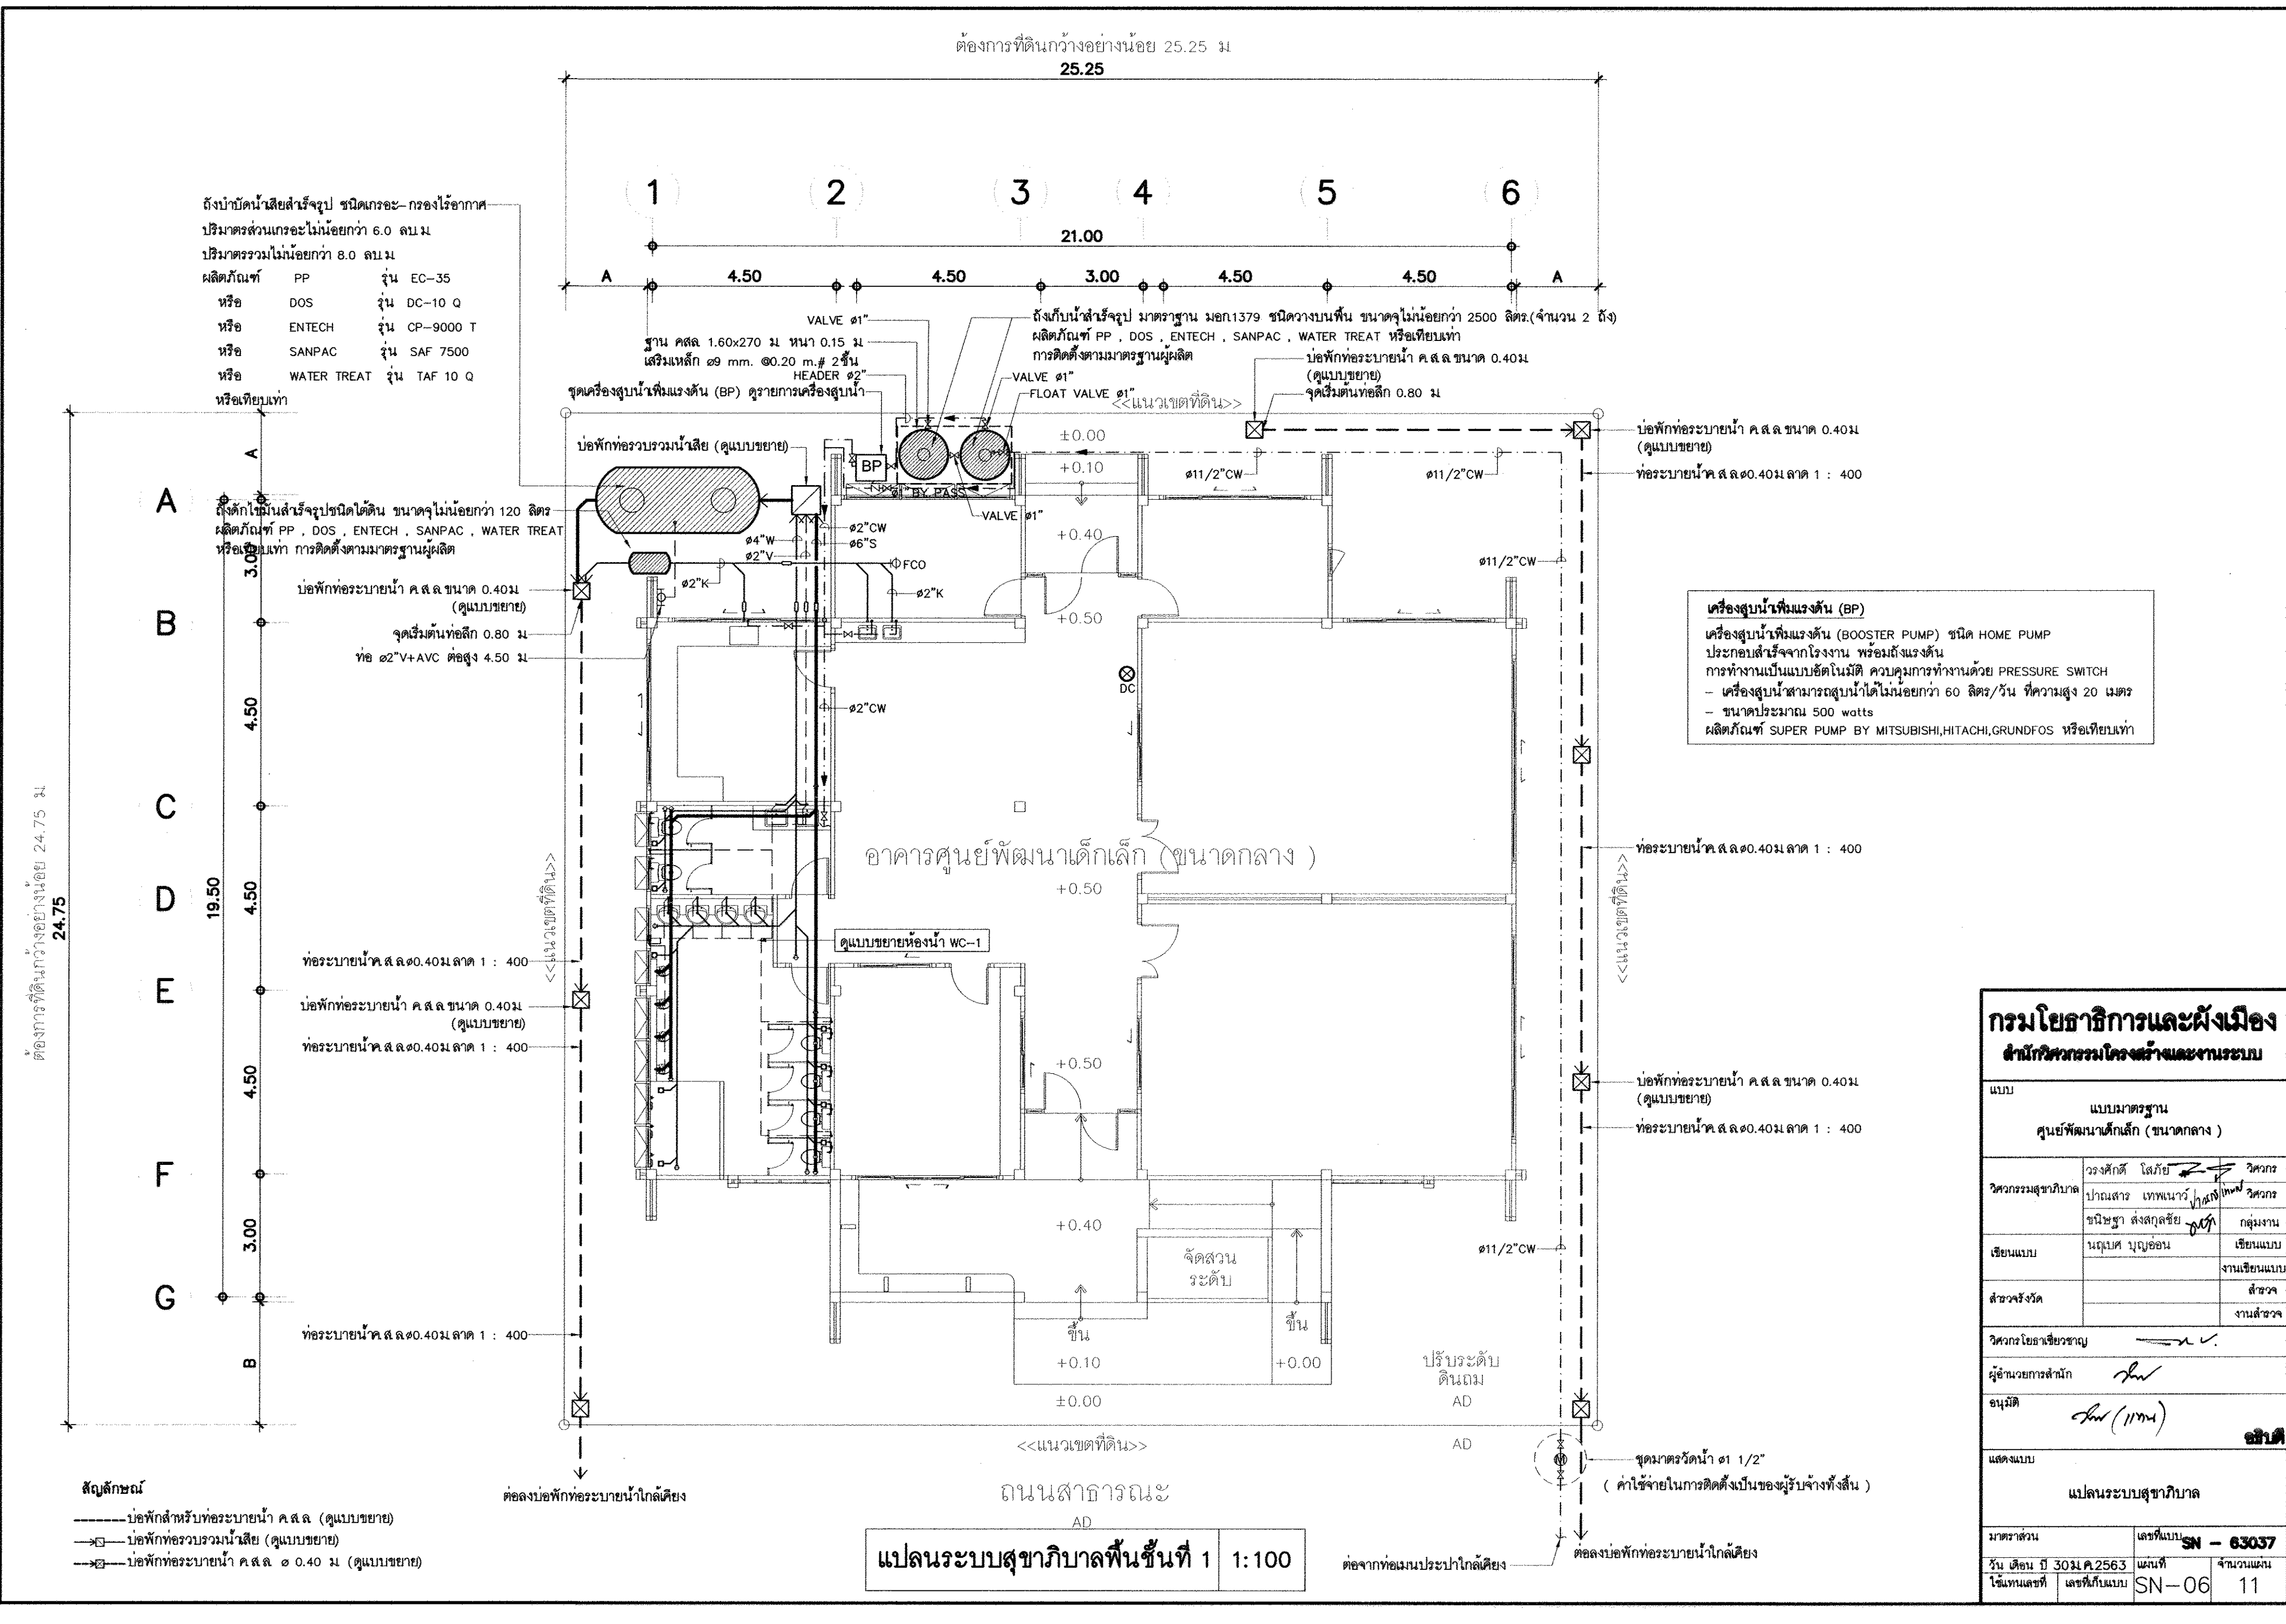 ต้องการที่ดินกว้างอย่างน้อย 25.25 ม
25.25
1 2 3 4 5 6
21.00
A 4.50 4.50 3.00 4.50 4.50 A
ถังบำบัดน้ำเสียสำเร็จรูป ชนิดเกรอะ-กรองไร้อากาศ
ปริมาตรส่วนเกรอะไม่น้อยกว่า 6.0 ลบ.ม
ปริมาตรรวมไม่น้อยกว่า 8.0 ลบ.ม
ผลิตภัณฑ์ PP รุ่น EC-35
หรือ DOS รุ่น DC-10 Q
หรือ ENTECH รุ่น CP-9000 T
หรือ SANPAC รุ่น SAF 7500
หรือ WATER TREAT รุ่น TAF 10 Q
หรือเทียบเท่า
VALVE ø1"
ฐาน คสล 1.60x270 ม หนา 0.15 ม
เสริมเหล็ก ø9 mm. @0.20 m.# 2ชั้น
HEADER ø2"
ชุดเครื่องสูบน้ำเพิ่มแรงดัน (BP) ดูรายการเครื่องสูบน้ำ
ถังเก็บน้ำสำเร็จรูป มาตราฐาน มอก.1379 ชนิดวางบนพื้น ขนาดจุไม่น้อยกว่า 2500 ลิตร.(จำนวน 2 ถัง)
ผลิตภัณฑ์ PP , DOS , ENTECH , SANPAC , WATER TREAT หรือเทียบเท่า
การติดตั้งตามมาตรฐานผู้ผลิต
VALVE ø1"
FLOAT VALVE ø1"
บ่อพักท่อระบายน้ำ ค.ส.ล.ขนาด 0.40ม
(ดูแบบขยาย)
จุดเริ่มต้นท่อลึก 0.80 ม
<<แนวเขตที่ดิน>>
บ่อพักท่อระบายน้ำ ค.ส.ล.ขนาด 0.40ม
(ดูแบบขยาย)
ท่อระบายน้ำค.ส.ล.ø0.40ม.ลาด 1 : 400
บ่อพักท่อรวบรวมน้ำเสีย (ดูแบบขยาย)
BP
ø1" BY PASS
VALVE ø1"
±0.00
+0.10
ø11/2"CW
ø11/2"CW
A
ถังดักไขมันสำเร็จรูปชนิดใต้ดิน ขนาดจุไม่น้อยกว่า 120 ลิตร
ผลิตภัณฑ์ PP , DOS , ENTECH , SANPAC , WATER TREAT
หรือเทียบเท่า การติดตั้งตามมาตรฐานผู้ผลิต
ø2"CW
ø4"W
ø6"S
ø2"V
FCO
ø2"K
ø2"K
+0.40
ø11/2"CW
บ่อพักท่อระบายน้ำ ค.ส.ล.ขนาด 0.40ม
(ดูแบบขยาย)
จุดเริ่มต้นท่อลึก 0.80 ม
ท่อ ø2"V+AVC ต่อสูง 4.50 ม
B
+0.50
DC
ø2"CW
เครื่องสูบน้ำเพิ่มแรงดัน (BP)
เครื่องสูบน้ำเพิ่มแรงดัน (BOOSTER PUMP) ชนิด HOME PUMP
ประกอบสำเร็จจากโรงงาน พร้อมถังแรงดัน
การทำงานเป็นแบบอัตโนมัติ ควบคุมการทำงานด้วย PRESSURE SWITCH
- เครื่องสูบน้ำสามารถสูบน้ำได้ไม่น้อยกว่า 60 ลิตร/วัน ที่ความสูง 20 เมตร
- ขนาดประมาณ 500 watts
ผลิตภัณฑ์ SUPER PUMP BY MITSUBISHI,HITACHI,GRUNDFOS หรือเทียบเท่า
C
D
E
F
G
A
3.00
4.50
4.50
4.50
3.00
B
19.50
24.75
ต้องการที่ดินกว้างอย่างน้อย 24.75 ม
<<แนวเขตที่ดิน>>
อาคารศูนย์พัฒนาเด็กเล็ก (ขนาดกลาง )
+0.50
ท่อระบายน้ำค.ส.ล.ø0.40ม.ลาด 1 : 400
<<แนวเขตที่ดิน>>
ดูแบบขยายห้องน้ำ WC-1
ท่อระบายน้ำค.ส.ล.ø0.40ม.ลาด 1 : 400
บ่อพักท่อระบายน้ำ ค.ส.ล.ขนาด 0.40ม
(ดูแบบขยาย)
ท่อระบายน้ำค.ส.ล.ø0.40ม.ลาด 1 : 400
+0.50
บ่อพักท่อระบายน้ำ ค.ส.ล.ขนาด 0.40ม
(ดูแบบขยาย)
ท่อระบายน้ำค.ส.ล.ø0.40ม.ลาด 1 : 400
+0.40
จัดสวน
ระดับ
ø11/2"CW
ท่อระบายน้ำค.ส.ล.ø0.40ม.ลาด 1 : 400
ขึ้น
ขึ้น
+0.10
+0.00
±0.00
ปรับระดับ
ดินถม
AD
<<แนวเขตที่ดิน>>
AD
M
ชุดมาตรวัดน้ำ ø1 1/2"
( ค่าใช้จ่ายในการติดตั้งเป็นของผู้รับจ้างทั้งสิ้น )
ถนนสาธารณะ
AD
ต่อลงบ่อพักท่อระบายน้ำใกล้เคียง
ต่อจากท่อเมนประปาใกล้เคียง
ต่อลงบ่อพักท่อระบายน้ำใกล้เคียง
แปลนระบบสุขาภิบาลพื้นชั้นที่ 1 1:100
สัญลักษณ์
บ่อพักสำหรับท่อระบายน้ำ ค.ส.ล. (ดูแบบขยาย)
บ่อพักท่อรวบรวมน้ำเสีย (ดูแบบขยาย)
บ่อพักท่อระบายน้ำ ค.ส.ล. ø 0.40 ม (ดูแบบขยาย)
กรมโยธาธิการและผังเมือง
สำนักวิศวกรรมโครงสร้างและงานระบบ
แบบ
แบบมาตรฐาน
ศูนย์พัฒนาเด็กเล็ก (ขนาดกลาง )
วิศวกรรมสุขาภิบาล
วรงศักดิ์ โสภัย วิศวกร
ปาณสาร เทพเนาว์ วิศวกร
ขนิษฐา ส่งสกุลชัย กลุ่มงาน
เขียนแบบ นฤเบศ บุญอ่อน เขียนแบบ
งานเขียนแบบ
สำรวจรังวัด สำรวจ
งานสำรวจ
วิศวกรโยธาเชี่ยวชาญ
ผู้อำนวยการสำนัก
อนุมัติ
(แทน)
อธิบดี
แสดงแบบ
แปลนระบบสุขาภิบาล
มาตราส่วน เลขที่แบบ SN - 63037
วัน เดือน ปี 30ม.ค.2563 แผ่นที่ จำนวนแผ่น
ใช้แทนเลขที่ เลขที่เก็บแบบ SN-06 11